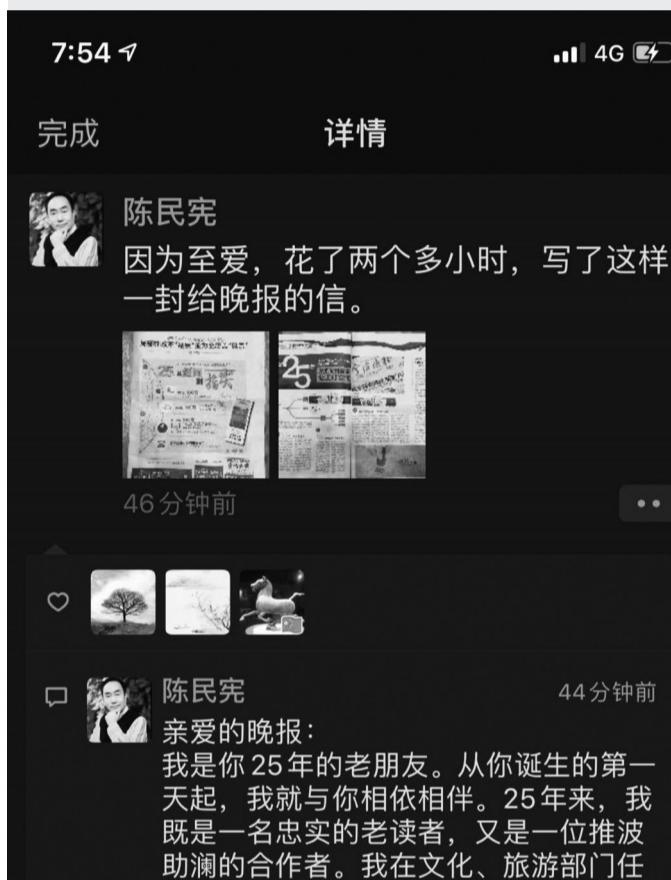 7:54
4G
完成
详情
陈民宪
因为至爱，花了两个多小时，写了这样
一封给晚报的信。
25
46分钟前
陈民宪
44分钟前
亲爱的晚报：
我是你25年的老朋友。从你诞生的第一
天起，我就与你相依相伴。25年来，我
既是一名忠实的老读者，又是一位推波
助澜的合作者。我在文化、旅游部门任